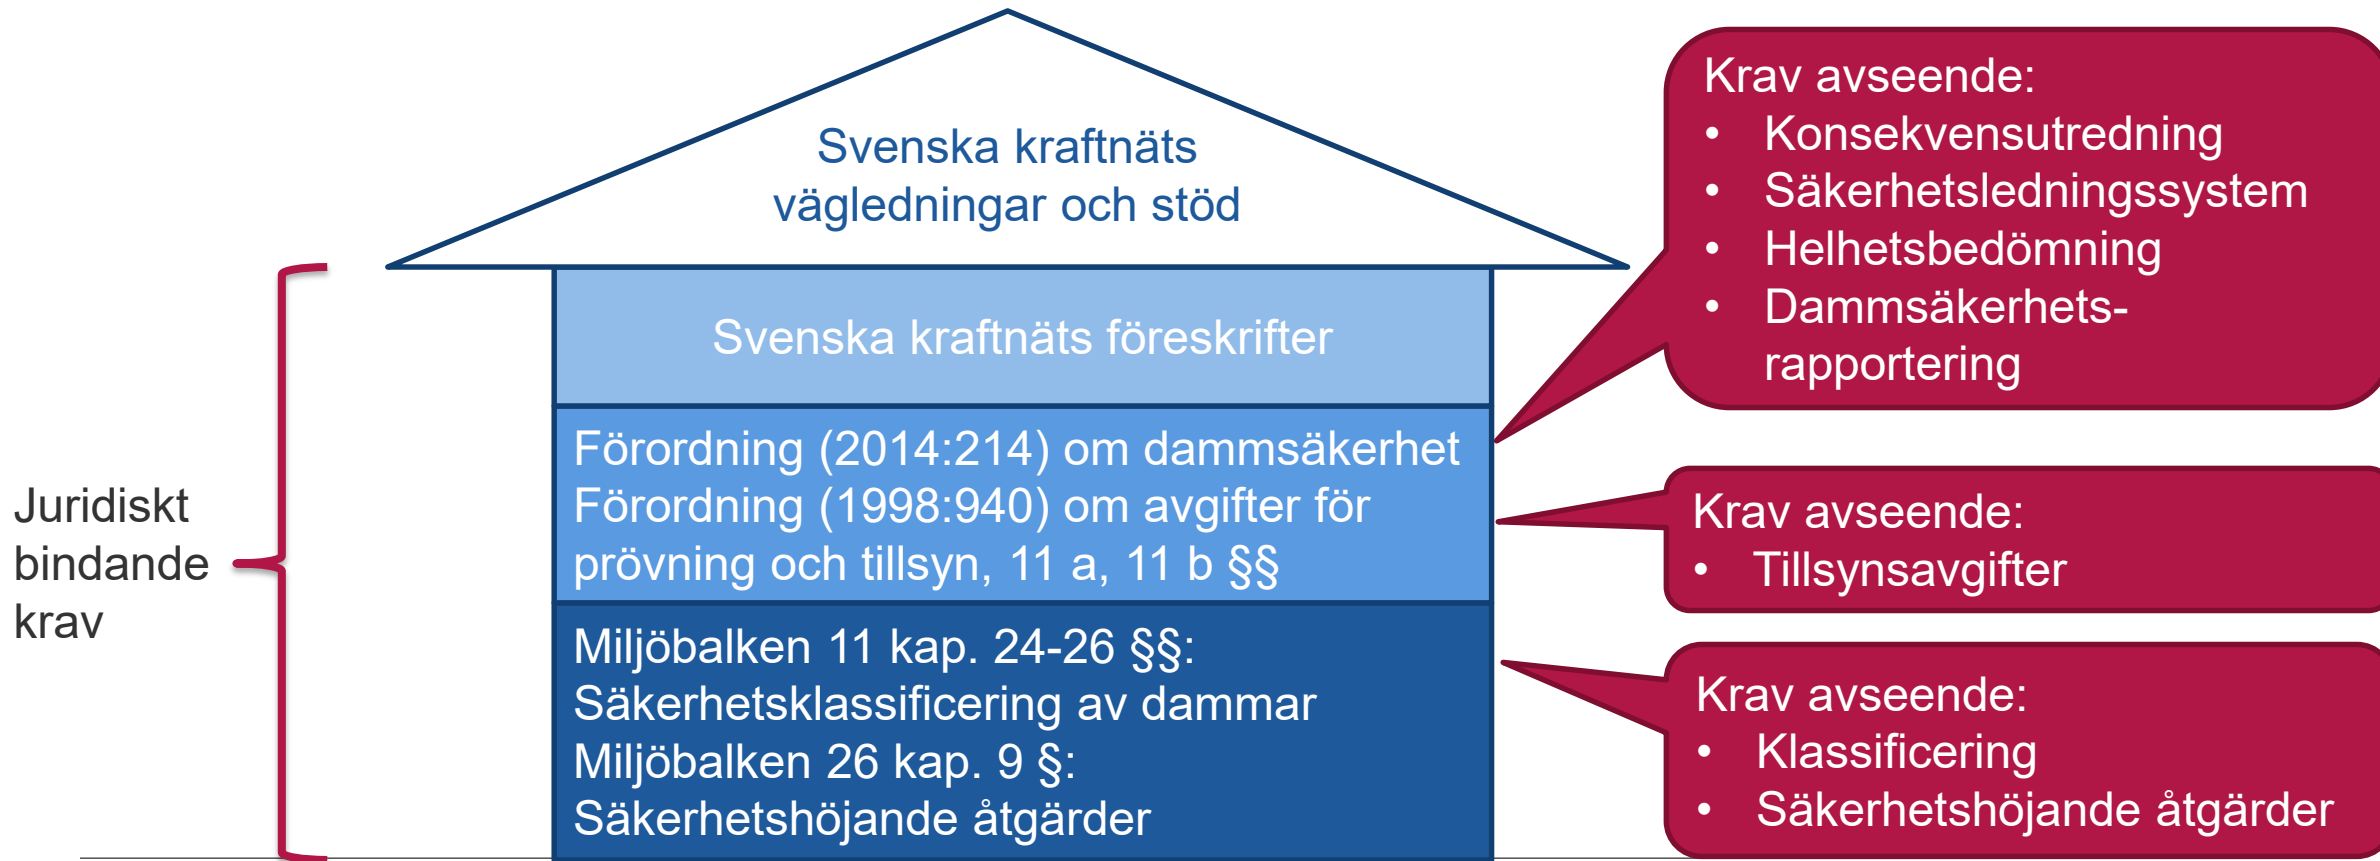 Svenska kraftnäts
vägledningar och stöd
Svenska kraftnäts föreskrifter
Förordning (2014:214) om dammsäkerhet
Förordning (1998:940) om avgifter för
prövning och tillsyn, 11 a, 11 b §§
Miljöbalken 11 kap. 24-26 §§:
Säkerhetsklassificering av dammar
Miljöbalken 26 kap. 9 §:
Säkerhetshöjande åtgärder
Juridiskt
bindande
krav
Krav avseende:
• Konsekvensutredning
• Säkerhetsledningssystem
• Helhetsbedömning
• Dammsäkerhets-
rapportering
Krav avseende:
• Tillsynsavgifter
Krav avseende:
• Klassificering
• Säkerhetshöjande åtgärder